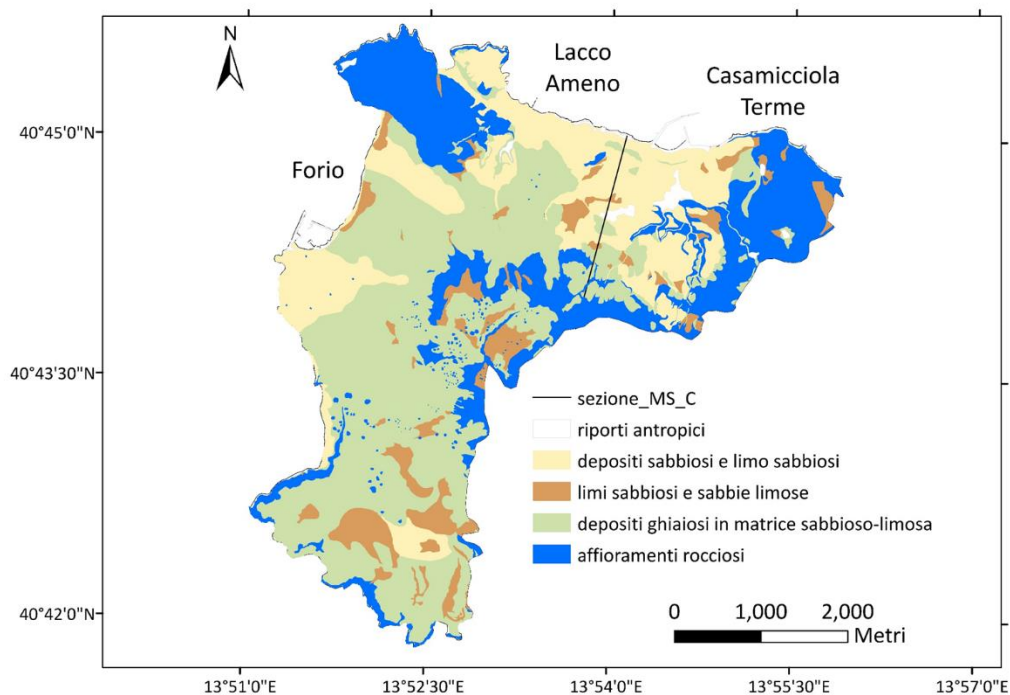 N
Lacco
Ameno
Casamicciola
Terme
40°45'0"N
Forio
40°43'30"N
sezione_MS_C
riporti antropici
depositi sabbiosi e limo sabbiosi
limi sabbiosi e sabbie limose
depositi ghiaiosi in matrice sabbioso-limosa
affioramenti rocciosi
40°42'0"N
0 1,000 2,000
Metri
13°51'0"E 13°52'30"E 13°54'0"E 13°55'30"E 13°57'0"E